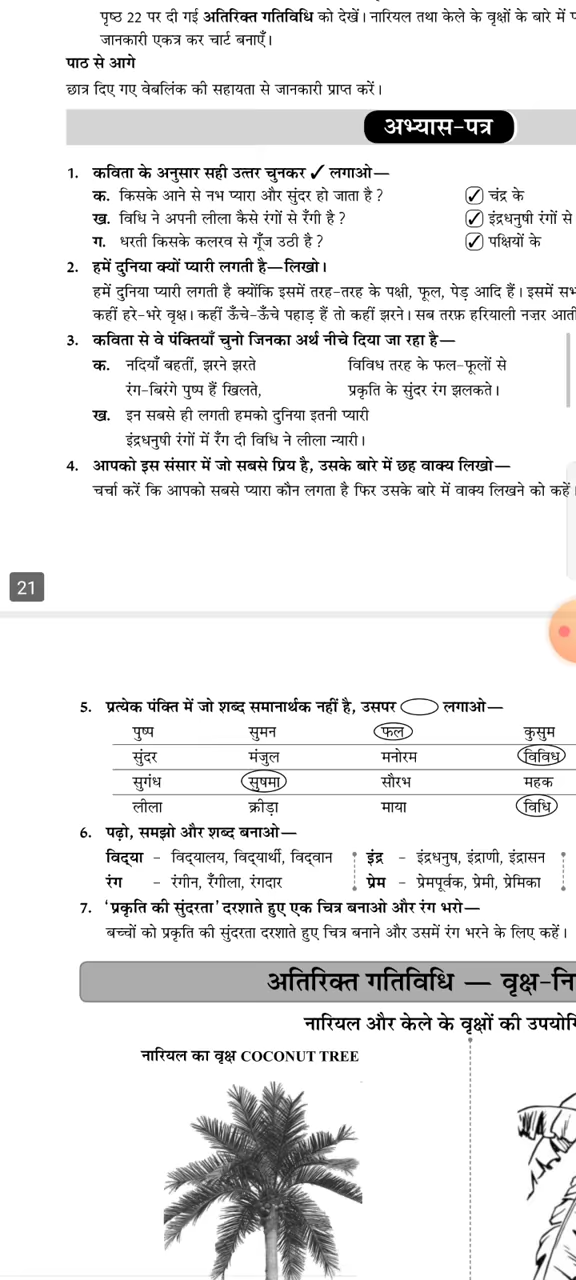 पृष्ठ 22 पर दी गई अतिरिक्त गतिविधि को देखें। नारियल तथा केले के वृक्षों के बारे में
जानकारी एकत्र कर चार्ट बनाएँ।
पाठ से आगे
छात्र दिए गए वेबलिंक की सहायता से जानकारी प्राप्त करें।
अभ्यास-पत्र
1. कविता के अनुसार सही उत्तर चुनकर ✓ लगाओ—
क. किसके आने से नभ प्यारा और सुंदर हो जाता है? ✓ चंद्र के
ख. विधि ने अपनी लीला कैसे रंगों से रँगी है? ✓ इंद्रधनुषी रंगों से
ग. धरती किसके कलरव से गूँज उठी है? ✓ पक्षियों के
2. हमें दुनिया क्यों प्यारी लगती है—लिखो।
हमें दुनिया प्यारी लगती है क्योंकि इसमें तरह-तरह के पक्षी, फूल, पेड़ आदि हैं। इसमें
कहीं हरे-भरे वृक्ष। कहीं ऊँचे-ऊँचे पहाड़ हैं तो कहीं झरने। सब तरफ़ हरियाली नज़र आती
3. कविता से वे पंक्तियाँ चुनो जिनका अर्थ नीचे दिया जा रहा है—
क. नदियाँ बहतीं, झरने झरते विविध तरह के फल-फूलों से
रंग-बिरंगे पुष्प हैं खिलते, प्रकृति के सुंदर रंग झलकते।
ख. इन सबसे ही लगती हमको दुनिया इतनी प्यारी
इंद्रधनुषी रंगों में रँग दी विधि ने लीला न्यारी।
4. आपको इस संसार में जो सबसे प्रिय है, उसके बारे में छह वाक्य लिखो—
चर्चा करें कि आपको सबसे प्यारा कौन लगता है फिर उसके बारे में वाक्य लिखने को कहें।
21
5. प्रत्येक पंक्ति में जो शब्द समानार्थक नहीं है, उसपर लगाओ—
पुष्प सुमन फल कुसुम
सुंदर मंजुल मनोरम विविध
सुगंध सुषमा सौरभ महक
लीला क्रीड़ा माया विधि
6. पढ़ो, समझो और शब्द बनाओ—
विद्या – विद्यालय, विद्यार्थी, विद्वान इंद्र – इंद्रधनुष, इंद्राणी, इंद्रासन
रंग – रंगीन, रँगीला, रंगदार प्रेम – प्रेमपूर्वक, प्रेमी, प्रेमिका
7. ‘प्रकृति की सुंदरता’ दरशाते हुए एक चित्र बनाओ और रंग भरो—
बच्चों को प्रकृति की सुंदरता दरशाते हुए चित्र बनाने और उसमें रंग भरने के लिए कहें।
अतिरिक्त गतिविधि — वृक्ष-
नारियल और केले के वृक्षों की
नारियल का वृक्ष COCONUT TREE